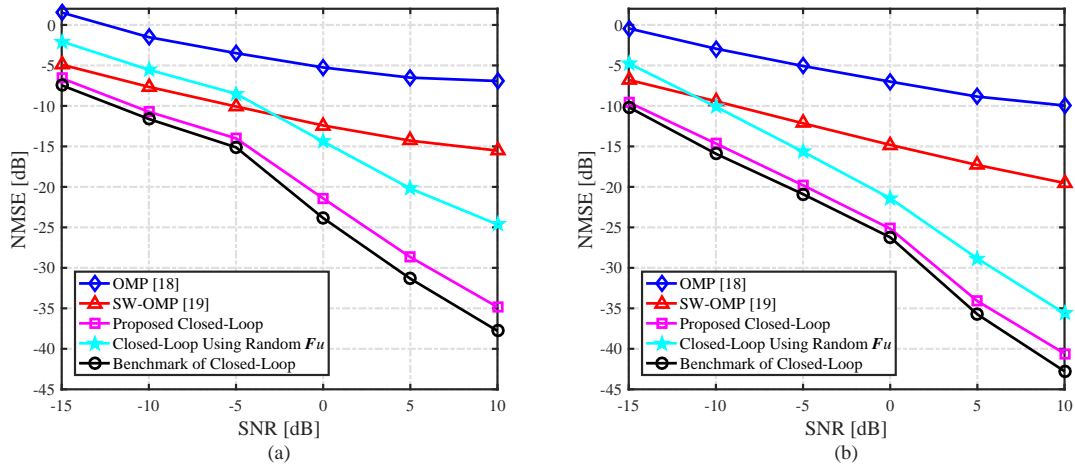 0
-5
-10
-15
-20
-25
-30
-35
-40
-45
NMSE [dB]
OMP [18]
SW-OMP [19]
Proposed Closed-Loop
Closed-Loop Using Random Fu
Benchmark of Closed-Loop
-15 -10 -5 0 5 10
SNR [dB]
(a)
0
-5
-10
-15
-20
-25
-30
-35
-40
-45
NMSE [dB]
OMP [18]
SW-OMP [19]
Proposed Closed-Loop
Closed-Loop Using Random Fu
Benchmark of Closed-Loop
-15 -10 -5 0 5 10
SNR [dB]
(b)